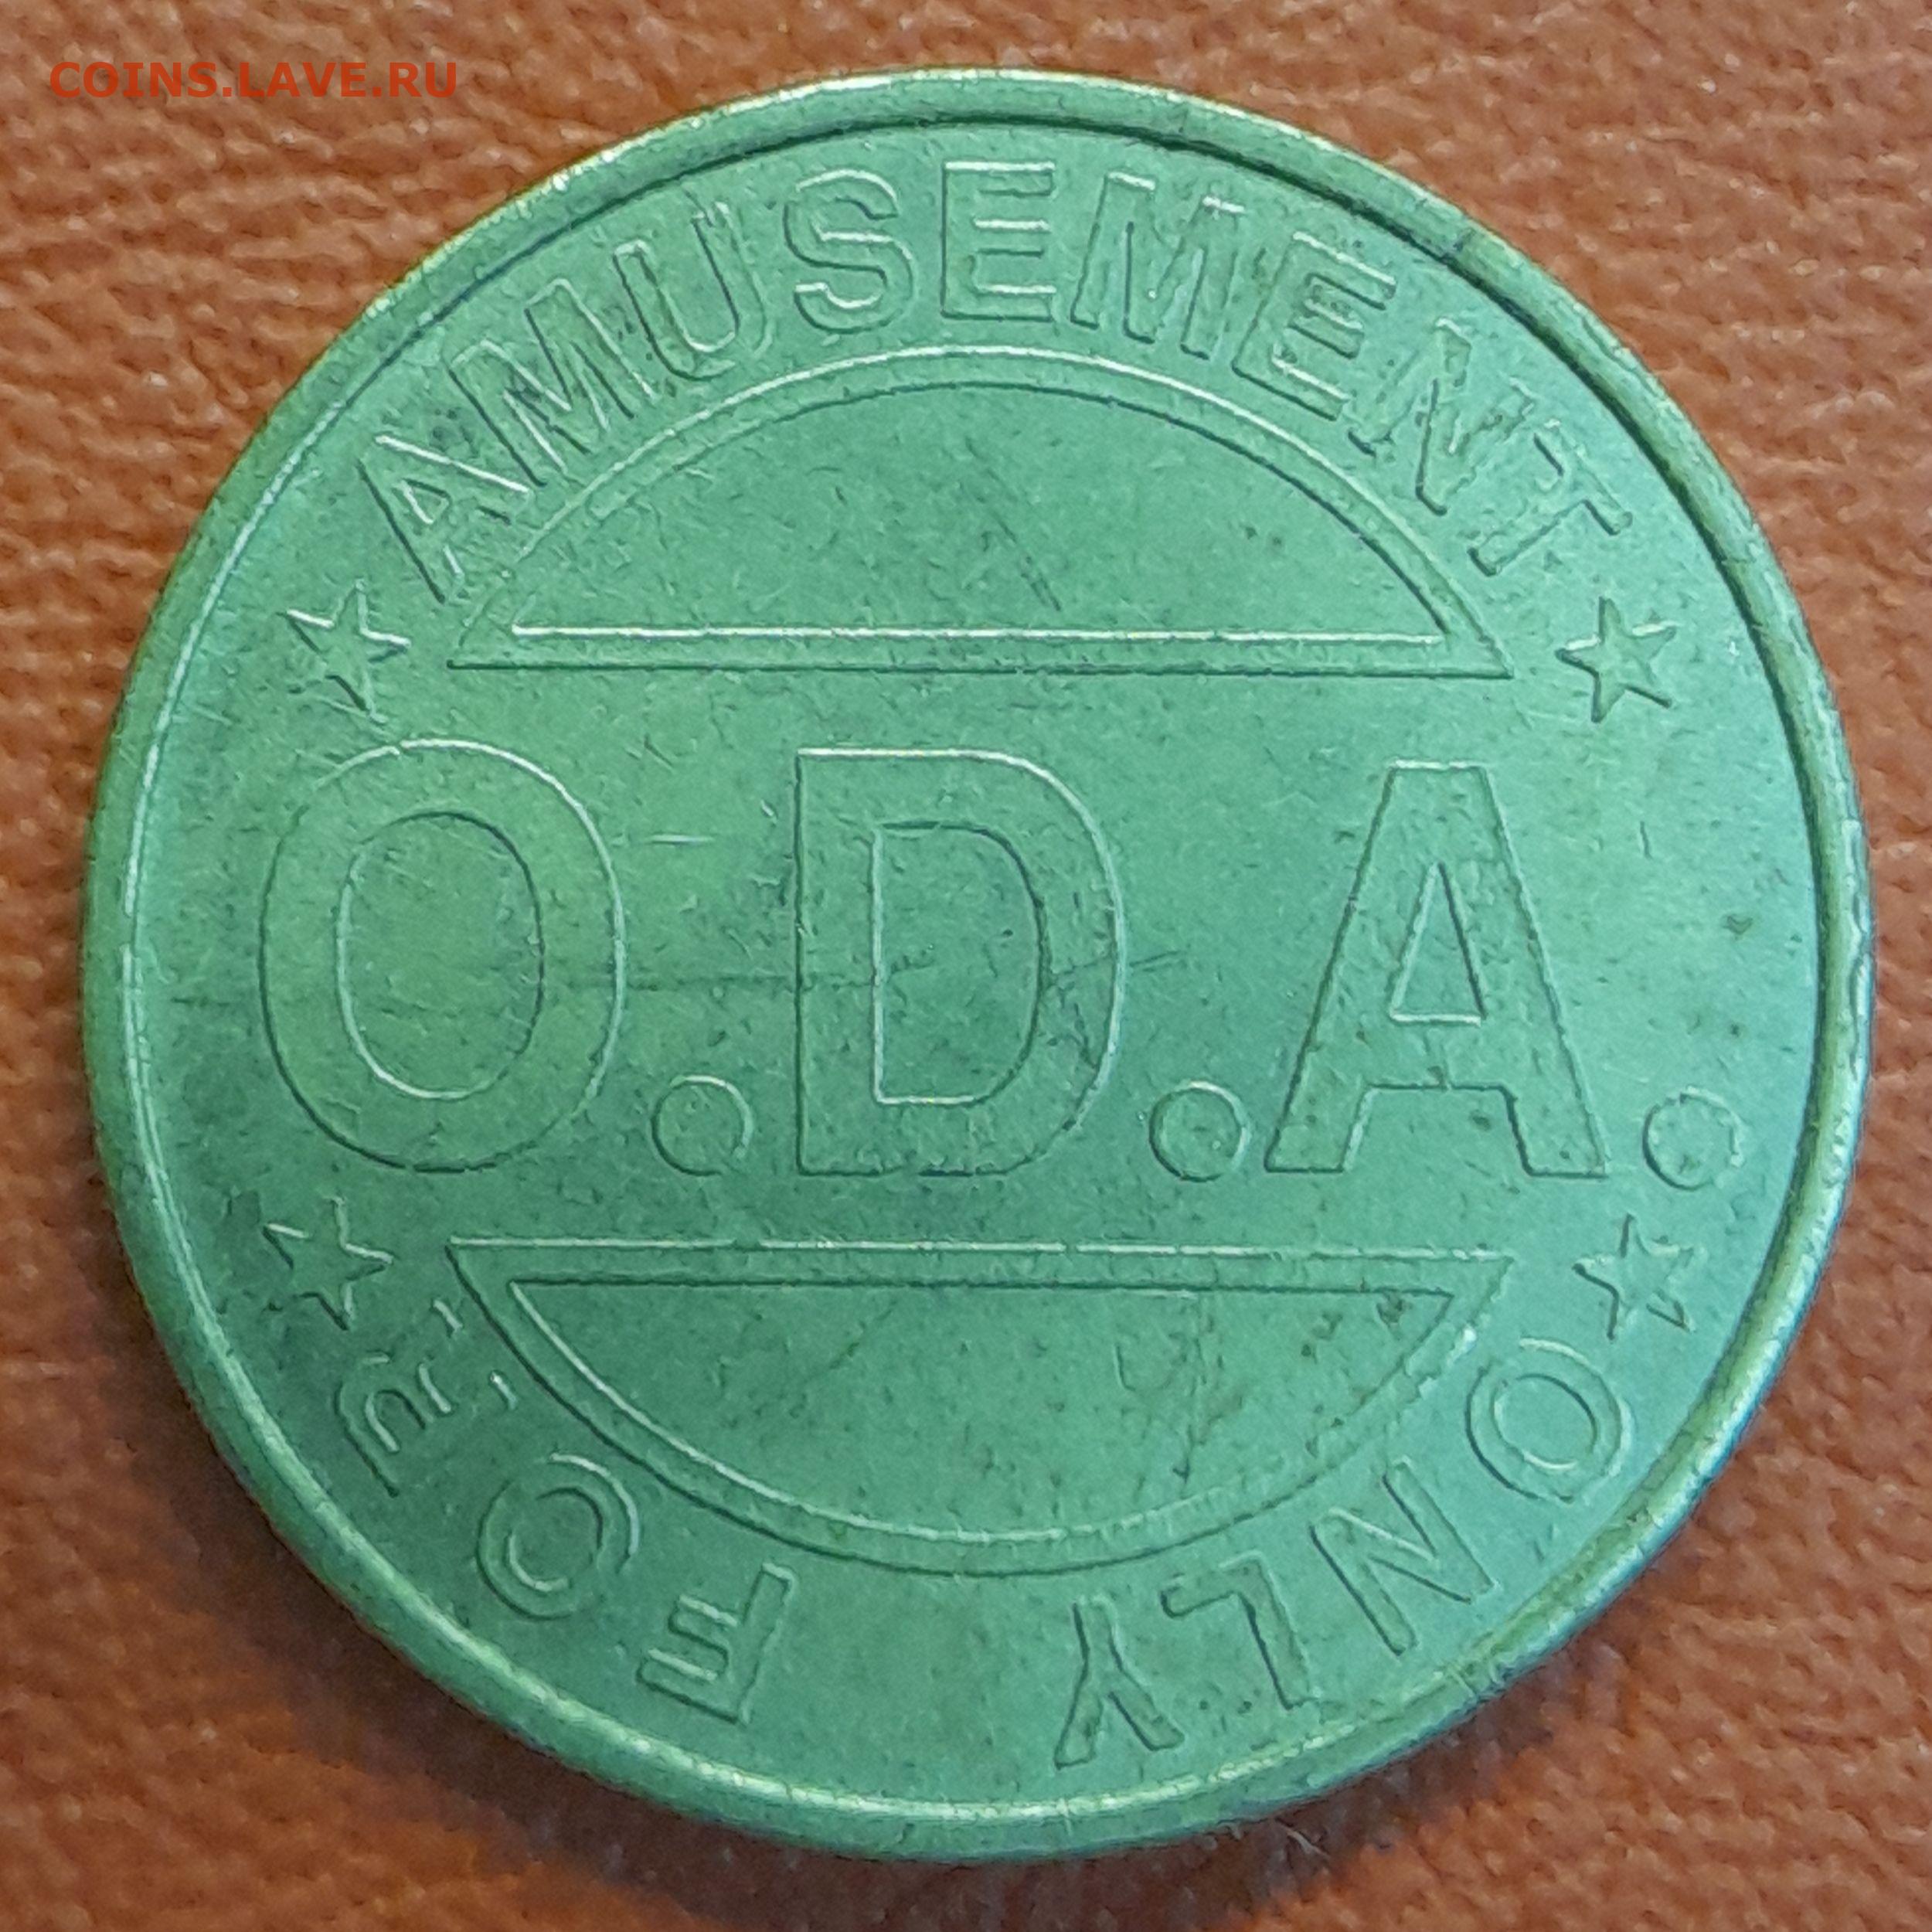 COINS.LAVE.RU
FOR
AMUSEMENT
ONLY
O.D.A.